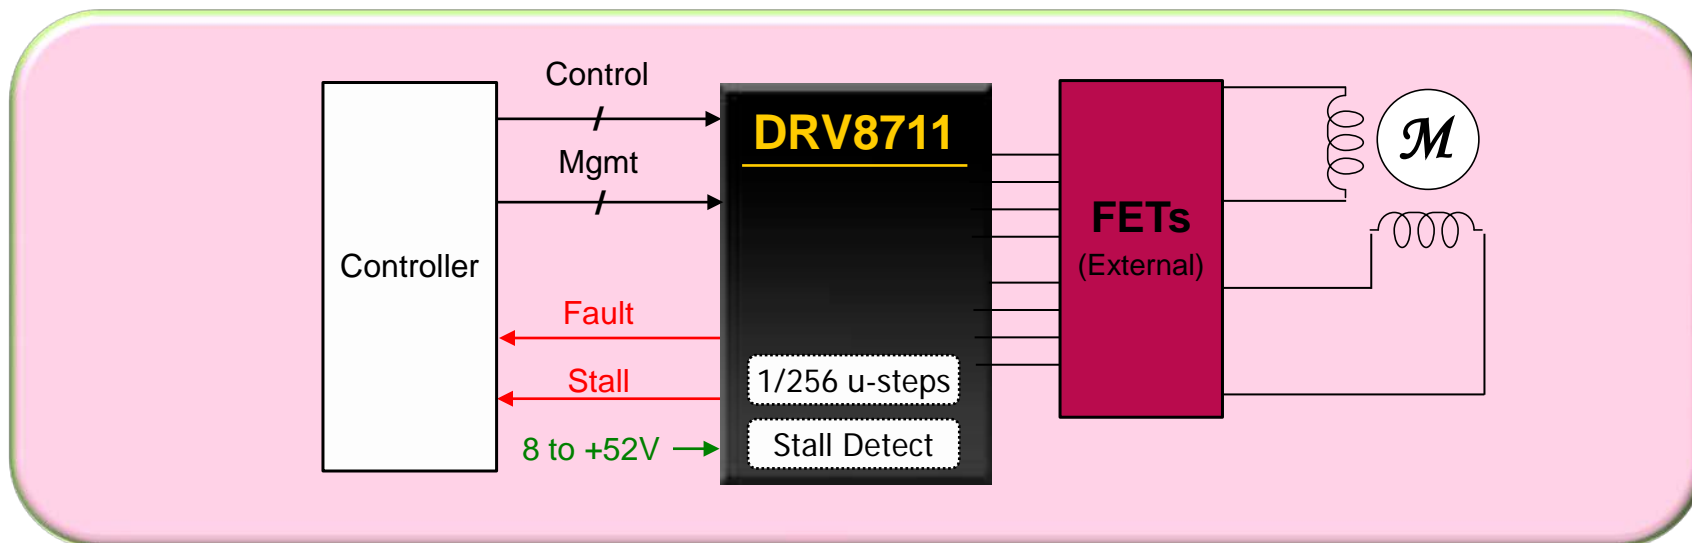 Control
Mgmt
Controller
Fault
Stall
8 to +52V
DRV8711
1/256 u-steps
Stall Detect
FETs
(External)
M